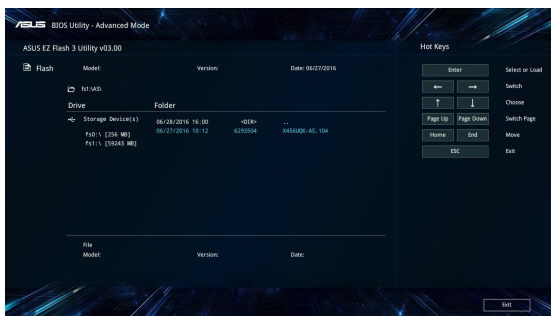 ASUS BIOS Utility - Advanced Mode
ASUS EZ Flash 3 Utility v03.00
Hot Keys
Flash Model: Version: Date: 06/27/2016
Enter Select or Load
fs1:\AS\
← → Switch
Drive Folder
↑ ↓ Choose
Storage Device(s) 06/28/2016 16:00 <DIR> ..
Page Up Page Down Switch Page
fs0:\ [256 MB] 06/27/2016 10:12 6293504 X456UQK-AS.104
fs1:\ [59243 MB]
Home End Move
ESC Exit
File
Model: Version: Date:
Exit